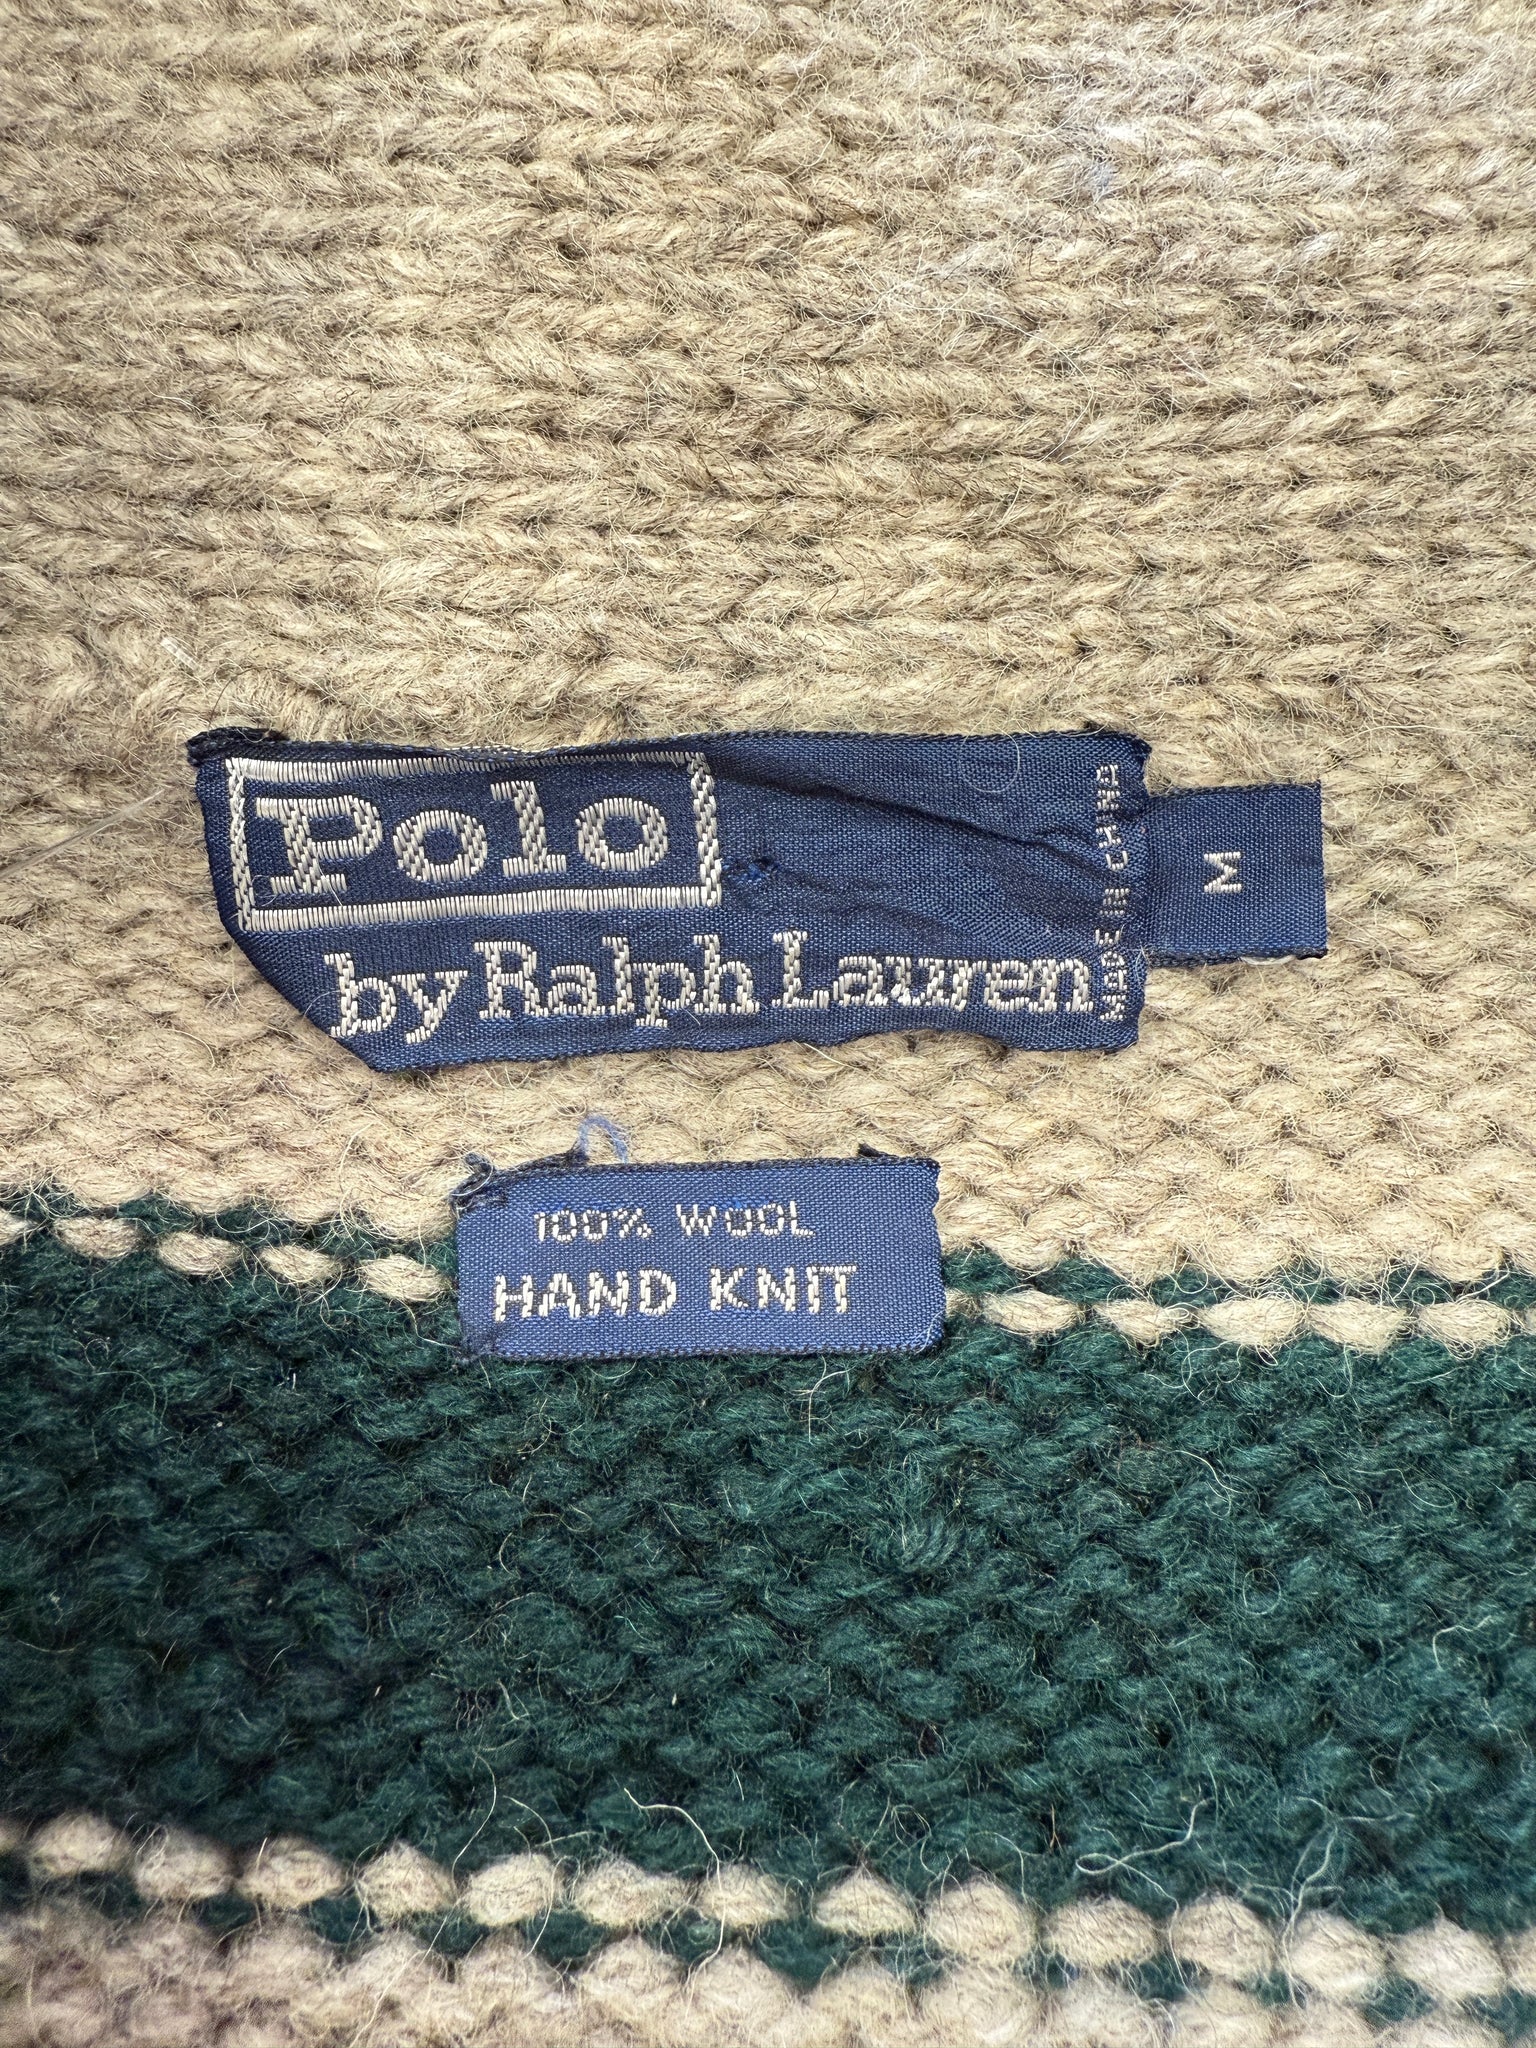 Polo
by Ralph Lauren
MADE IN CHINA
M
100% WOOL
HAND KNIT